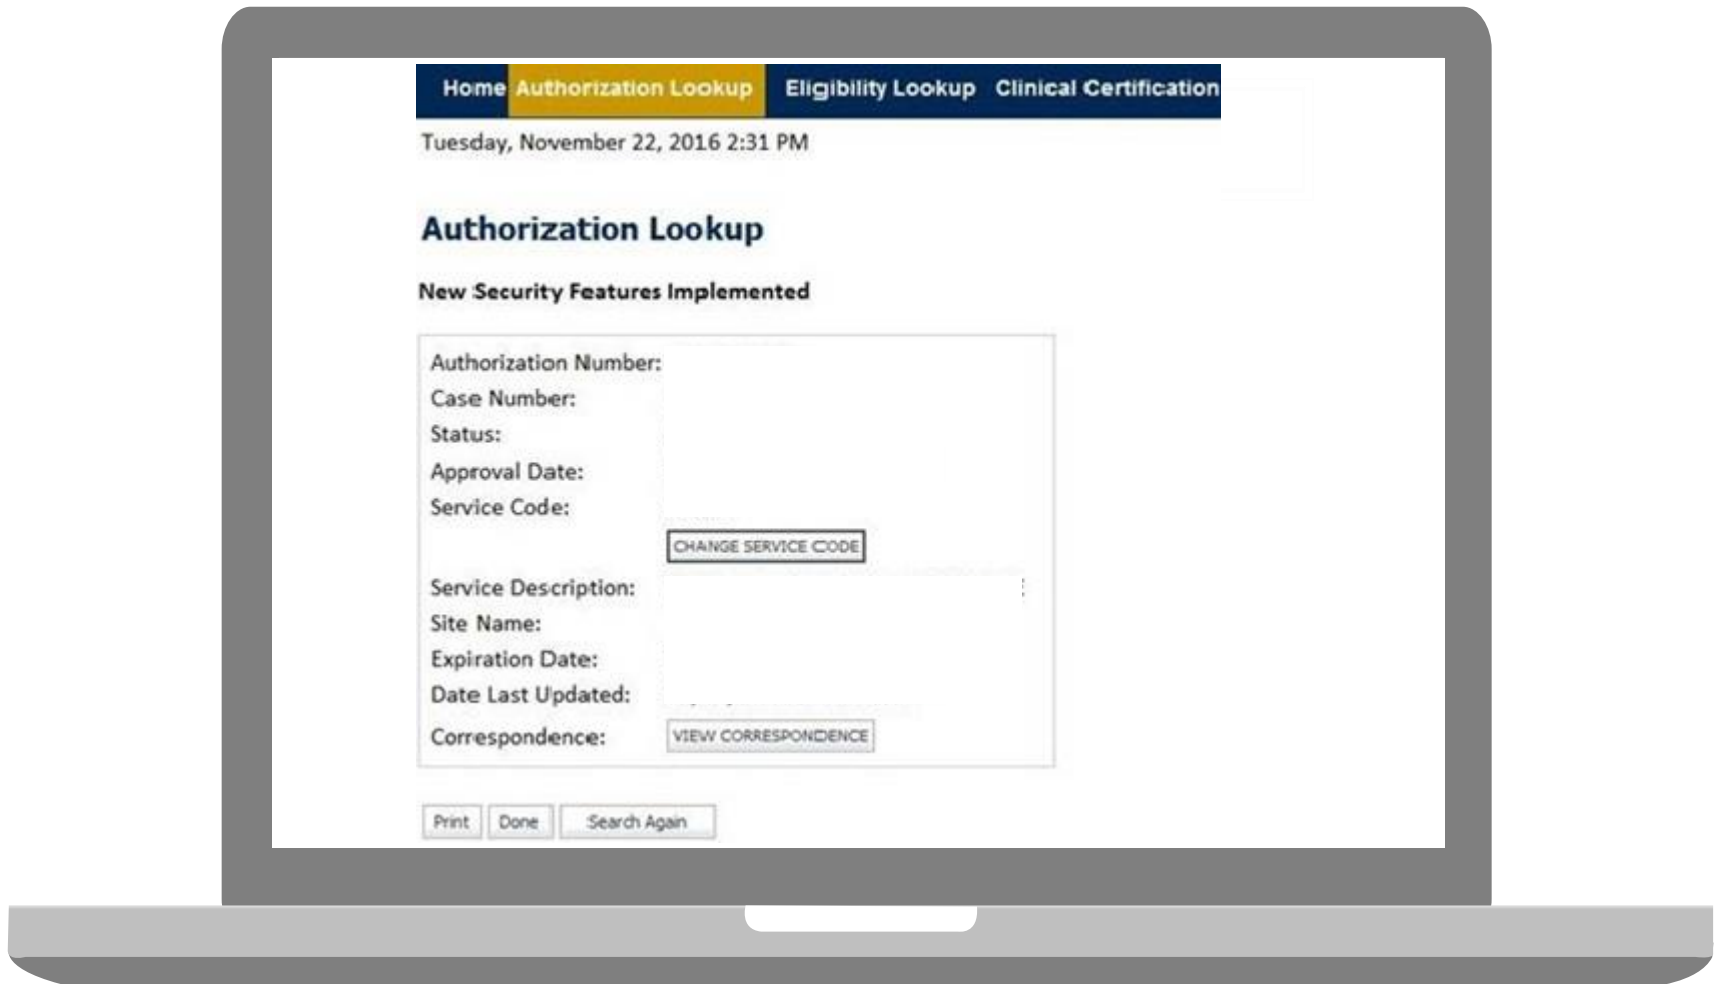 Home Authorization Lookup Eligibility Lookup Clinical Certification
Tuesday, November 22, 2016 2:31 PM
Authorization Lookup
New Security Features Implemented
Authorization Number:
Case Number:
Status:
Approval Date:
Service Code:
CHANGE SERVICE CODE
Service Description:
Site Name:
Expiration Date:
Date Last Updated:
Correspondence: VIEW CORRESPONDENCE
Print Done Search Again